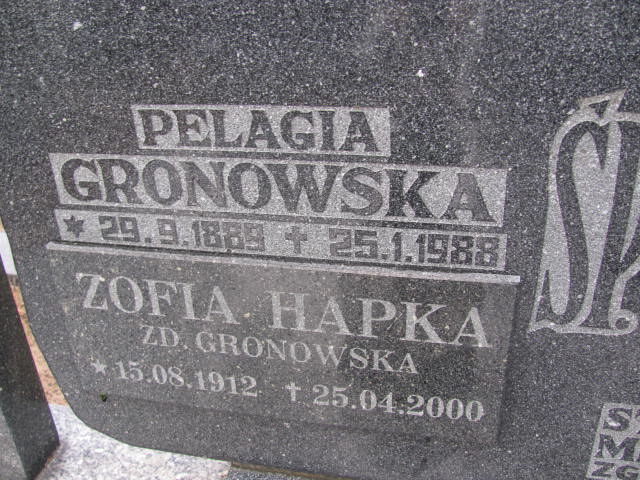 PELAGIA
GRONOWSKA
* 29.9.1889 † 25.1.1988
ZOFIA HAPKA
ZD. GRONOWSKA
* 15.08.1912 † 25.04.2000